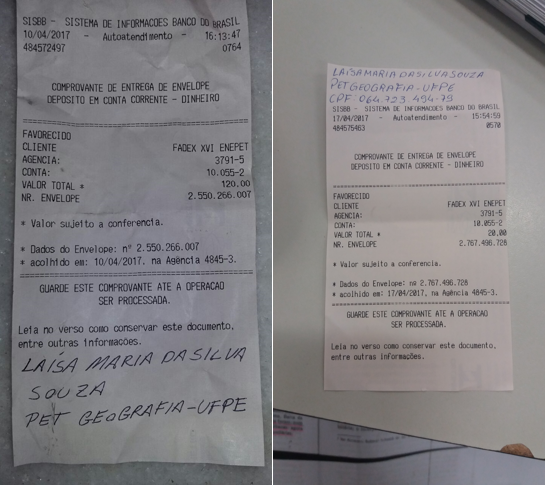 SISBB - SISTEMA DE INFORMACOES BANCO DO BRASIL
10/04/2017 - Autoatendimento - 16:13:47
484572497 0764
COMPROVANTE DE ENTREGA DE ENVELOPE
DEPOSITO EM CONTA CORRENTE - DINHEIRO
FAVORECIDO
CLIENTE FADEX XVI ENEPET
AGENCIA: 3791-5
CONTA: 10.055-2
VALOR TOTAL * 120,00
NR. ENVELOPE 2.550.266.007
* Valor sujeito a conferencia.
* Dados do Envelope: nº 2.550.266.007
* acolhido em: 10/04/2017, na Agência 4845-3.
GUARDE ESTE COMPROVANTE ATE A OPERACAO
SER PROCESSADA.
Leia no verso como conservar este documento,
entre outras informações.
LAÍSA MARIA DA SILVA
SOUZA
PET GEOGRAFIA-UFPE
LAÍSA MARIA DA SILVA SOUZA
PET GEOGRAFIA-UFPE
CPF: 064.723.494-79
SISBB - SISTEMA DE INFORMACOES BANCO DO BRASIL
17/04/2017 - Autoatendimento - 15:54:59
484575463 0570
COMPROVANTE DE ENTREGA DE ENVELOPE
DEPOSITO EM CONTA CORRENTE - DINHEIRO
FAVORECIDO
CLIENTE FADEX XVI ENEPET
AGENCIA: 3791-5
CONTA: 10.055-2
VALOR TOTAL * 20,00
NR. ENVELOPE 2.767.496.728
* Valor sujeito a conferencia.
* Dados do Envelope: nº 2.767.496.728
* acolhido em: 17/04/2017, na Agência 4845-3.
GUARDE ESTE COMPROVANTE ATE A OPERACAO
SER PROCESSADA.
Leia no verso como conservar este documento,
entre outras informações.